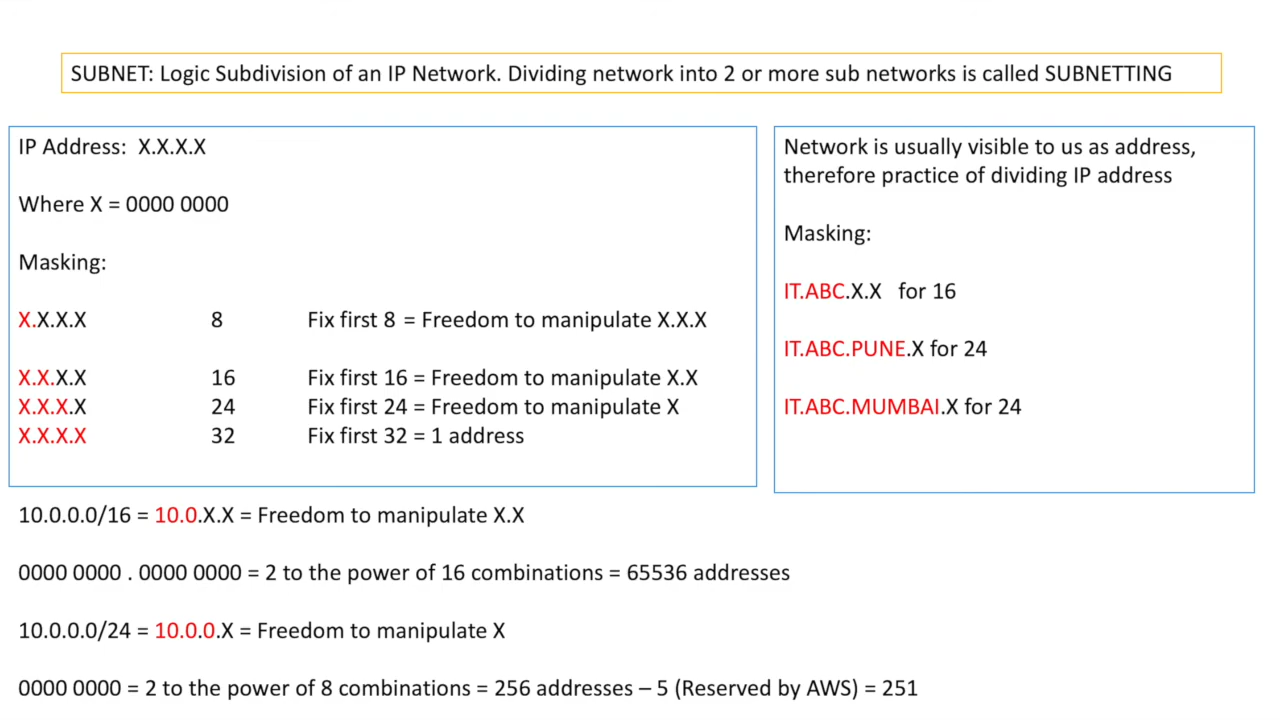 SUBNET: Logic Subdivision of an IP Network. Dividing network into 2 or more sub networks is called SUBNETTING
IP Address:  X.X.X.X
Where X = 0000 0000
Masking:
X.X.X.X 8 Fix first 8 = Freedom to manipulate X.X.X
X.X.X.X 16 Fix first 16 = Freedom to manipulate X.X
X.X.X.X 24 Fix first 24 = Freedom to manipulate X
X.X.X.X 32 Fix first 32 = 1 address
Network is usually visible to us as address,
therefore practice of dividing IP address
Masking:
IT.ABC.X.X for 16
IT.ABC.PUNE.X for 24
IT.ABC.MUMBAI.X for 24
10.0.0.0/16 = 10.0.X.X = Freedom to manipulate X.X
0000 0000 . 0000 0000 = 2 to the power of 16 combinations = 65536 addresses
10.0.0.0/24 = 10.0.0.X = Freedom to manipulate X
0000 0000 = 2 to the power of 8 combinations = 256 addresses – 5 (Reserved by AWS) = 251